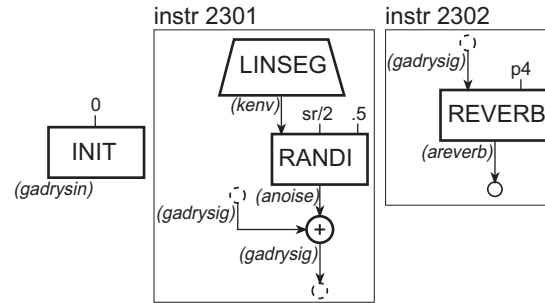 instr 2301
instr 2302
0
INIT
(gadrysin)
LINSEG
(kenv)
sr/2 .5
RANDI
(anoise)
(gadrysig)
+
(gadrysig)
(gadrysig)
p4
REVERB
(areverb)